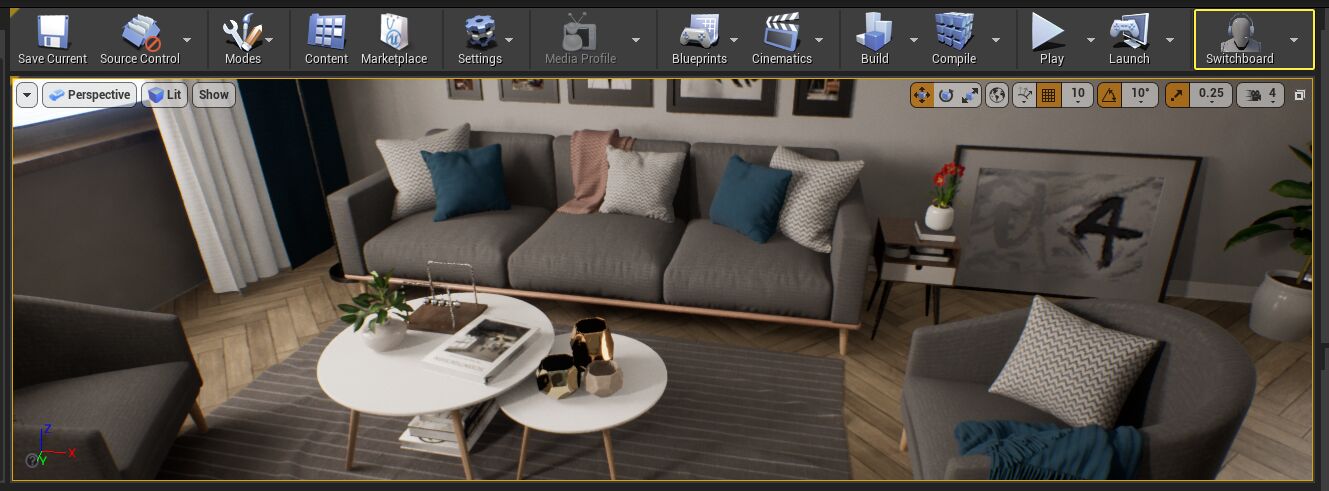 Save Current
Source Control
Modes
Content
Marketplace
Settings
Media Profile
Blueprints
Cinematics
Build
Compile
Play
Launch
Switchboard
Perspective
Lit
Show
10
10°
0.25
4
4
Z
X
Y